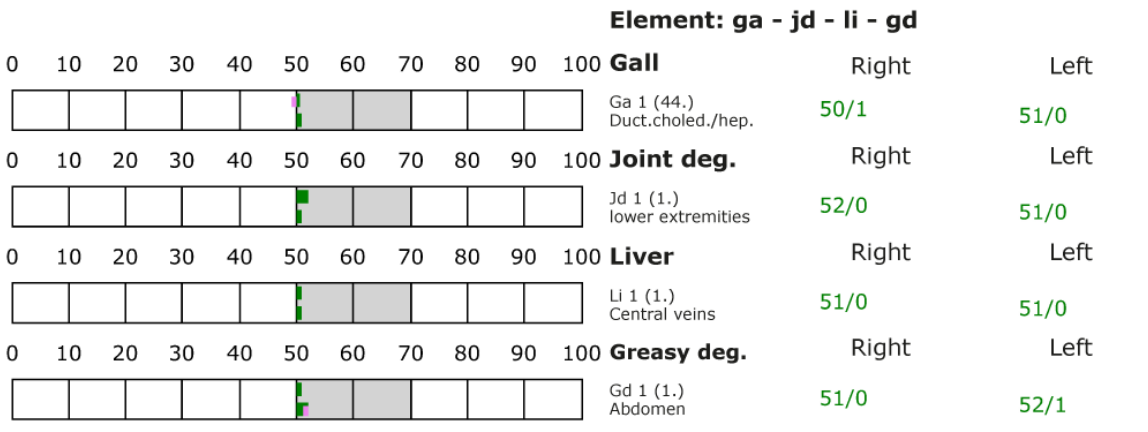 Element: ga - jd - li - gd
0 10 20 30 40 50 60 70 80 90 100 Gall Right Left
Ga 1 (44.) 50/1 51/0
Duct.choled./hep.
0 10 20 30 40 50 60 70 80 90 100 Joint deg. Right Left
Jd 1 (1.) 52/0 51/0
lower extremities
0 10 20 30 40 50 60 70 80 90 100 Liver Right Left
Li 1 (1.) 51/0 51/0
Central veins
0 10 20 30 40 50 60 70 80 90 100 Greasy deg. Right Left
Gd 1 (1.) 51/0 52/1
Abdomen